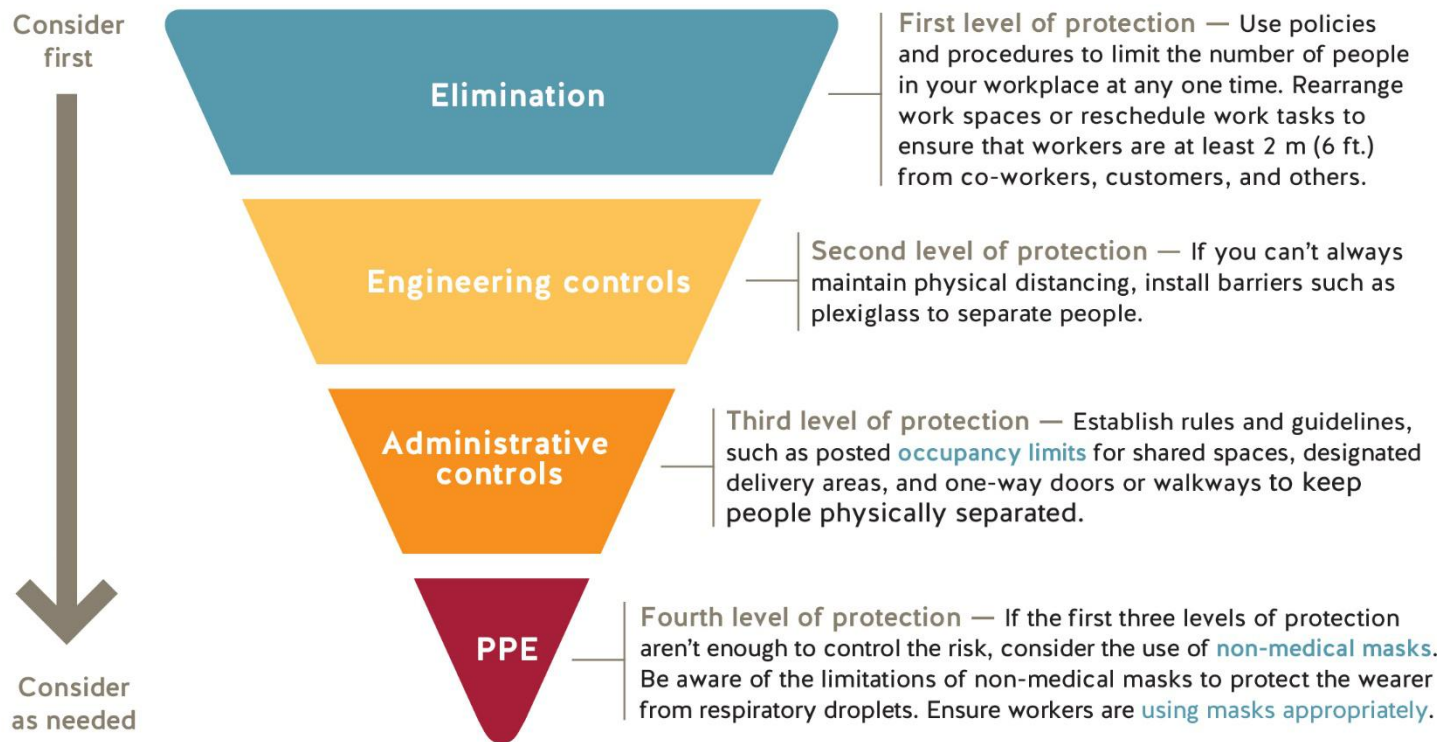 Consider
first
Elimination
First level of protection — Use policies
and procedures to limit the number of people
in your workplace at any one time. Rearrange
work spaces or reschedule work tasks to
ensure that workers are at least 2 m (6 ft.)
from co-workers, customers, and others.
Engineering controls
Second level of protection — If you can’t always
maintain physical distancing, install barriers such as
plexiglass to separate people.
Administrative
controls
Third level of protection — Establish rules and guidelines,
such as posted occupancy limits for shared spaces, designated
delivery areas, and one-way doors or walkways to keep
people physically separated.
PPE
Fourth level of protection — If the first three levels of protection
aren’t enough to control the risk, consider the use of non-medical masks.
Be aware of the limitations of non-medical masks to protect the wearer
from respiratory droplets. Ensure workers are using masks appropriately.
Consider
as needed